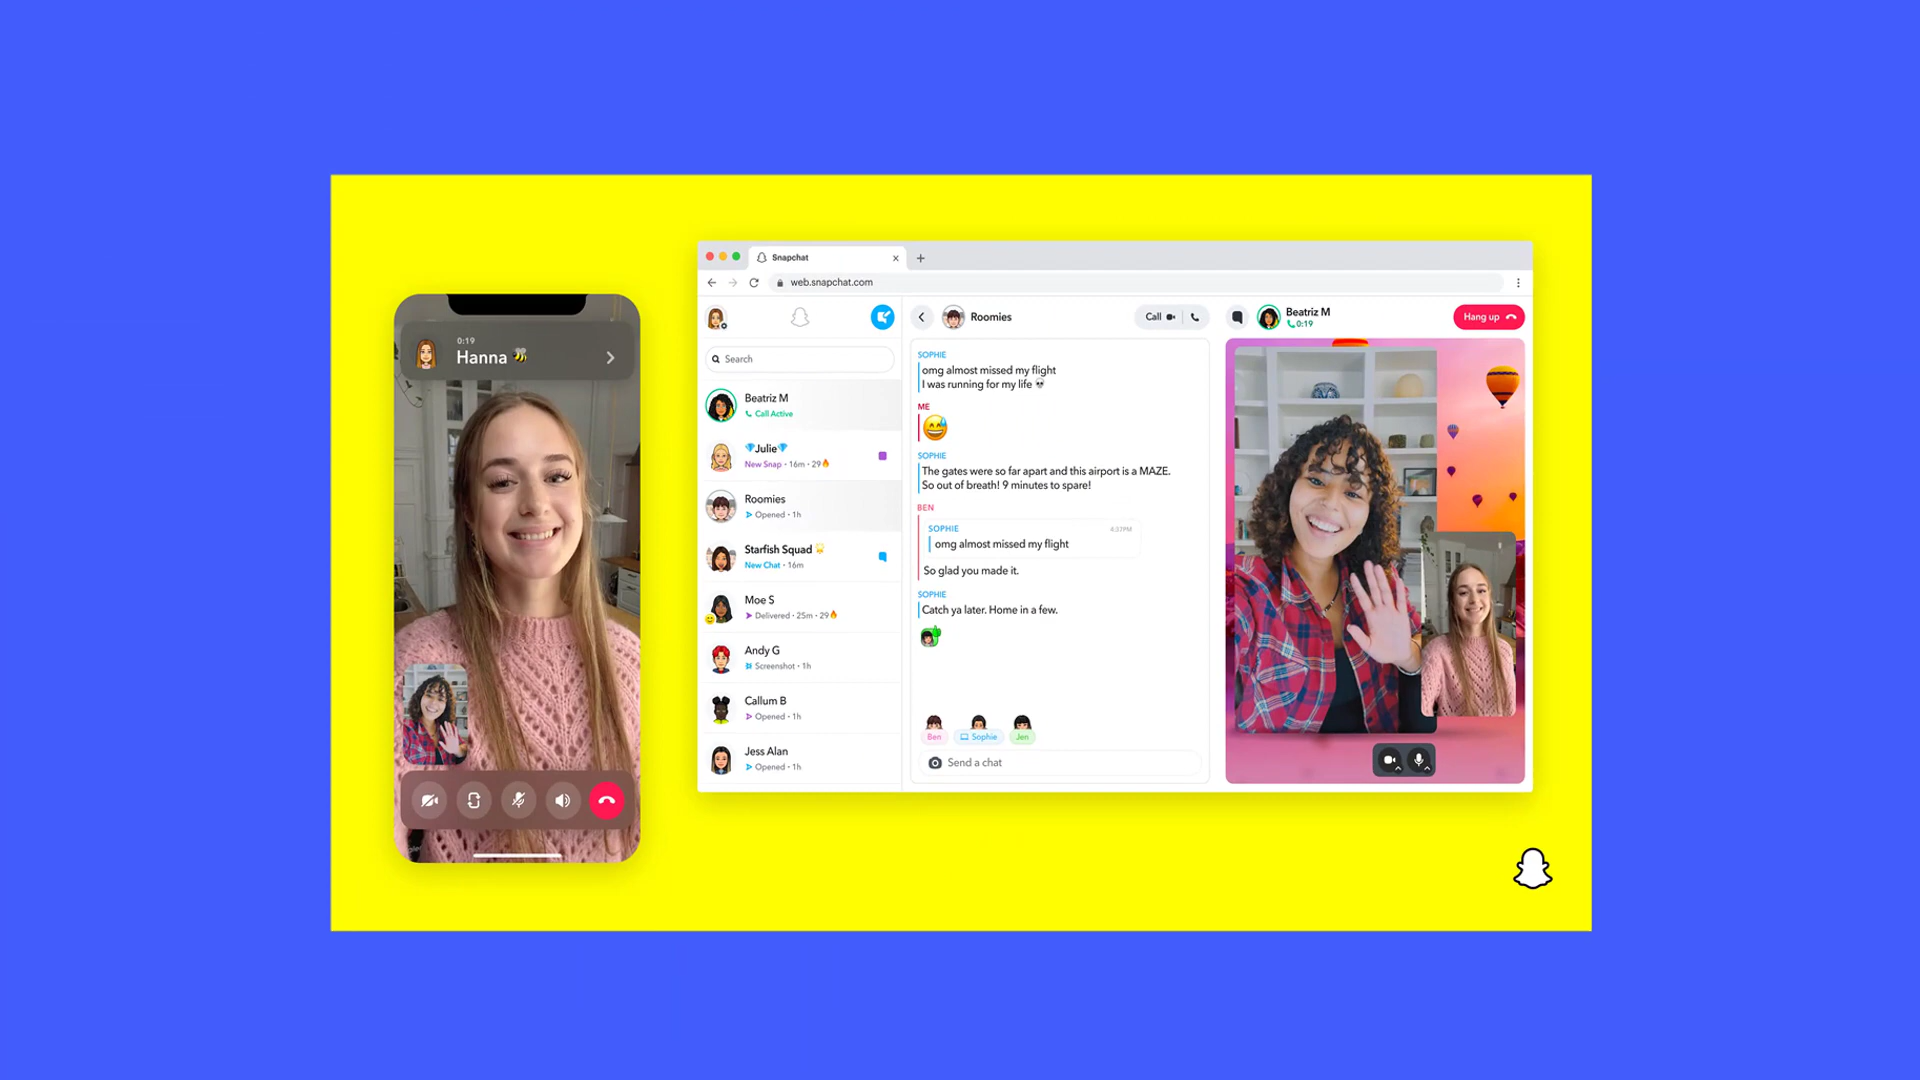 0:19
Hanna 🐝
Snapchat
web.snapchat.com
Search
Beatriz M
Call Active
💎Julie💎
New Snap · 16m · 29🔥
Roomies
Opened · 1h
Starfish Squad 🌟
New Chat · 16m
Moe S
Delivered · 25m · 29🔥
Andy G
Screenshot · 1h
Callum B
Opened · 1h
Jess Alan
Opened · 1h
Roomies
Call
SOPHIE
omg almost missed my flight
I was running for my life 💀
ME
😅
SOPHIE
The gates were so far apart and this airport is a MAZE.
So out of breath! 9 minutes to spare!
BEN
SOPHIE
4:37PM
omg almost missed my flight
So glad you made it.
SOPHIE
Catch ya later. Home in a few.
Ben
Sophie
Jen
Send a chat
Beatriz M
0:19
Hang up